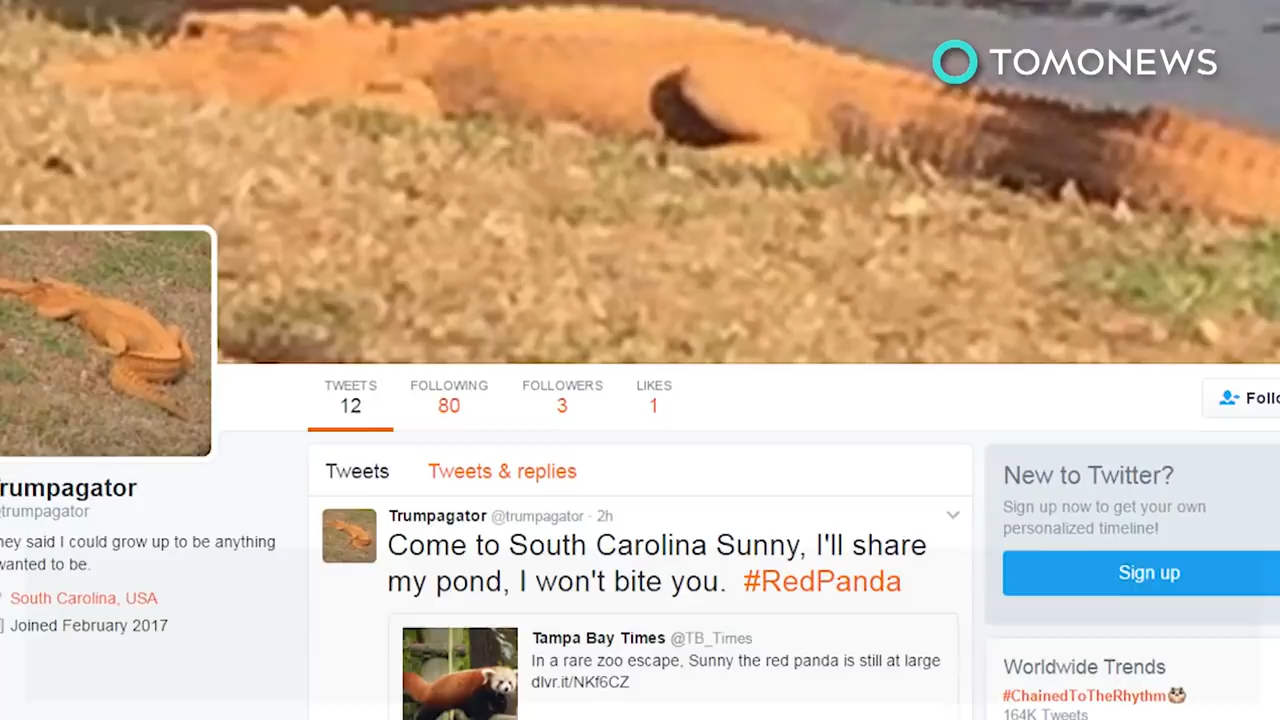 TOMONEWS
TWEETS
12
FOLLOWING
80
FOLLOWERS
3
LIKES
1
Follo
rumpagator
trumpagator
hey said I could grow up to be anything
wanted to be.
South Carolina, USA
Joined February 2017
Tweets
Tweets & replies
Trumpagator @trumpagator · 2h
Come to South Carolina Sunny, I'll share
my pond, I won't bite you. #RedPanda
Tampa Bay Times @TB_Times
In a rare zoo escape, Sunny the red panda is still at large
dlvr.it/NKf6CZ
New to Twitter?
Sign up now to get your own
personalized timeline!
Sign up
Worldwide Trends
#ChainedToTheRhythm
164K Tweets